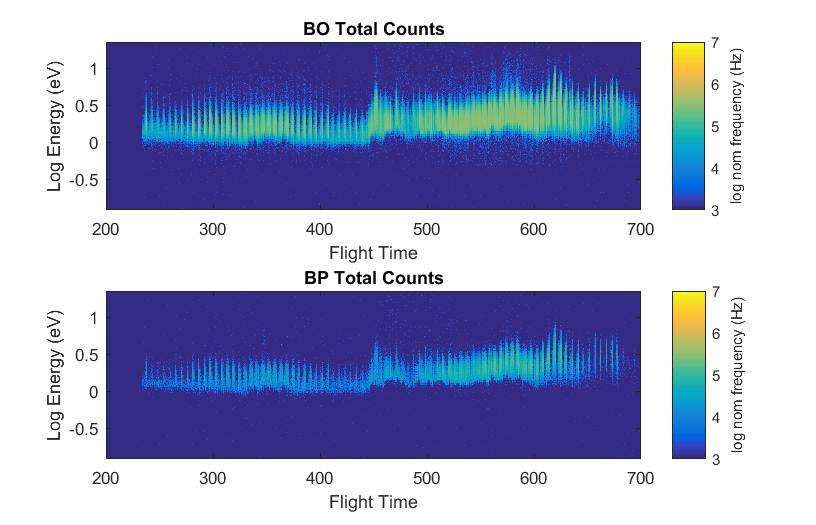 BO Total Counts
Log Energy (eV)
1
0.5
0
-0.5
200 300 400 500 600 700
Flight Time
7
6
5
4
3
log nom frequency (Hz)
BP Total Counts
Log Energy (eV)
1
0.5
0
-0.5
200 300 400 500 600 700
Flight Time
7
6
5
4
3
log nom frequency (Hz)